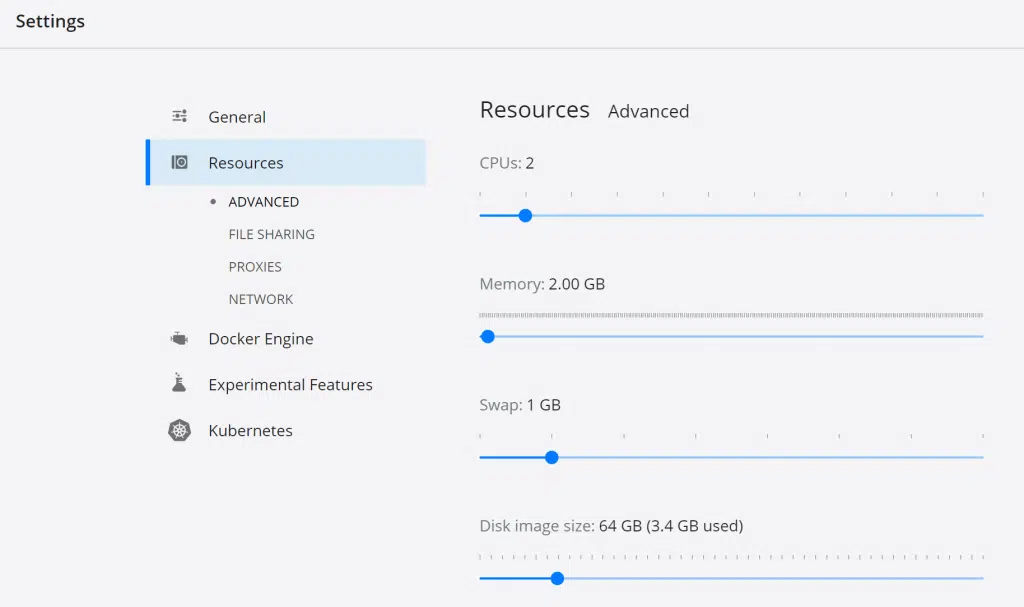 Settings
General
Resources
ADVANCED
FILE SHARING
PROXIES
NETWORK
Docker Engine
Experimental Features
Kubernetes
Resources Advanced
CPUs: 2
Memory: 2.00 GB
Swap: 1 GB
Disk image size: 64 GB (3.4 GB used)